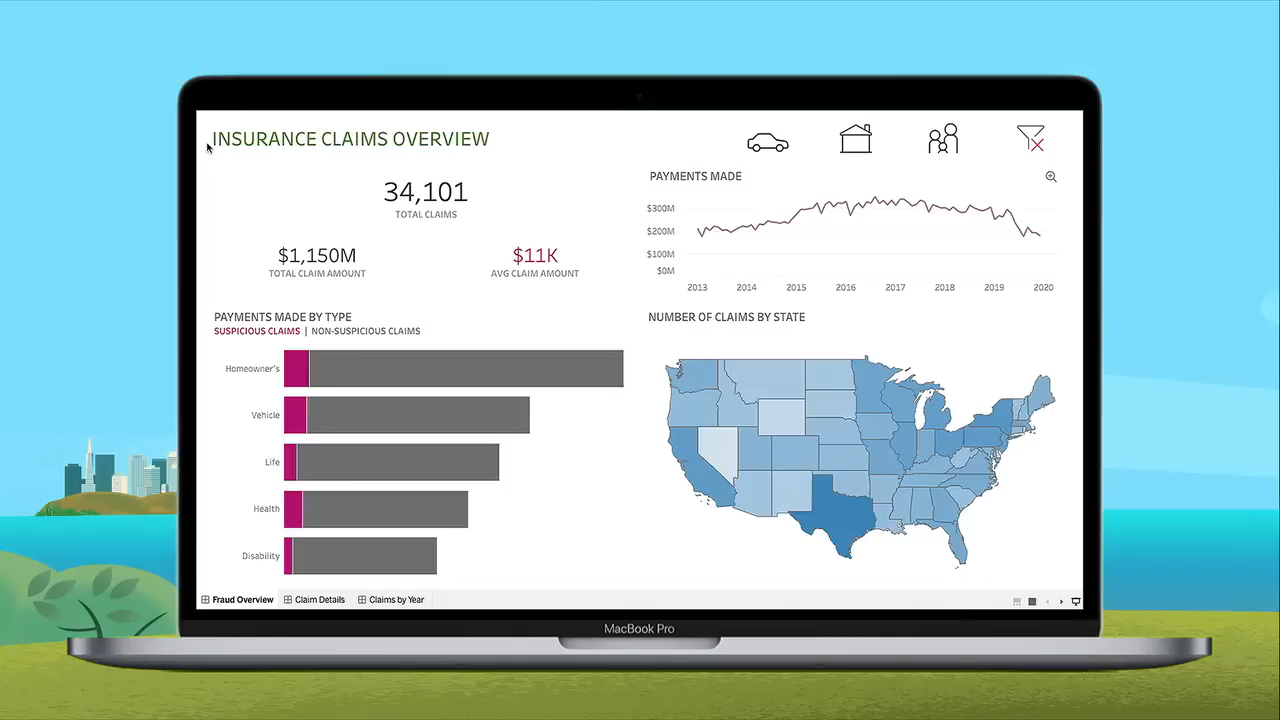 INSURANCE CLAIMS OVERVIEW
34,101
TOTAL CLAIMS
$1,150M
TOTAL CLAIM AMOUNT
$11K
AVG CLAIM AMOUNT
PAYMENTS MADE
$300M
$200M
$100M
$0M
2013 2014 2015 2016 2017 2018 2019 2020
PAYMENTS MADE BY TYPE
SUSPICIOUS CLAIMS | NON-SUSPICIOUS CLAIMS
Homeowner's
Vehicle
Life
Health
Disability
NUMBER OF CLAIMS BY STATE
Fraud Overview Claim Details Claims by Year
MacBook Pro